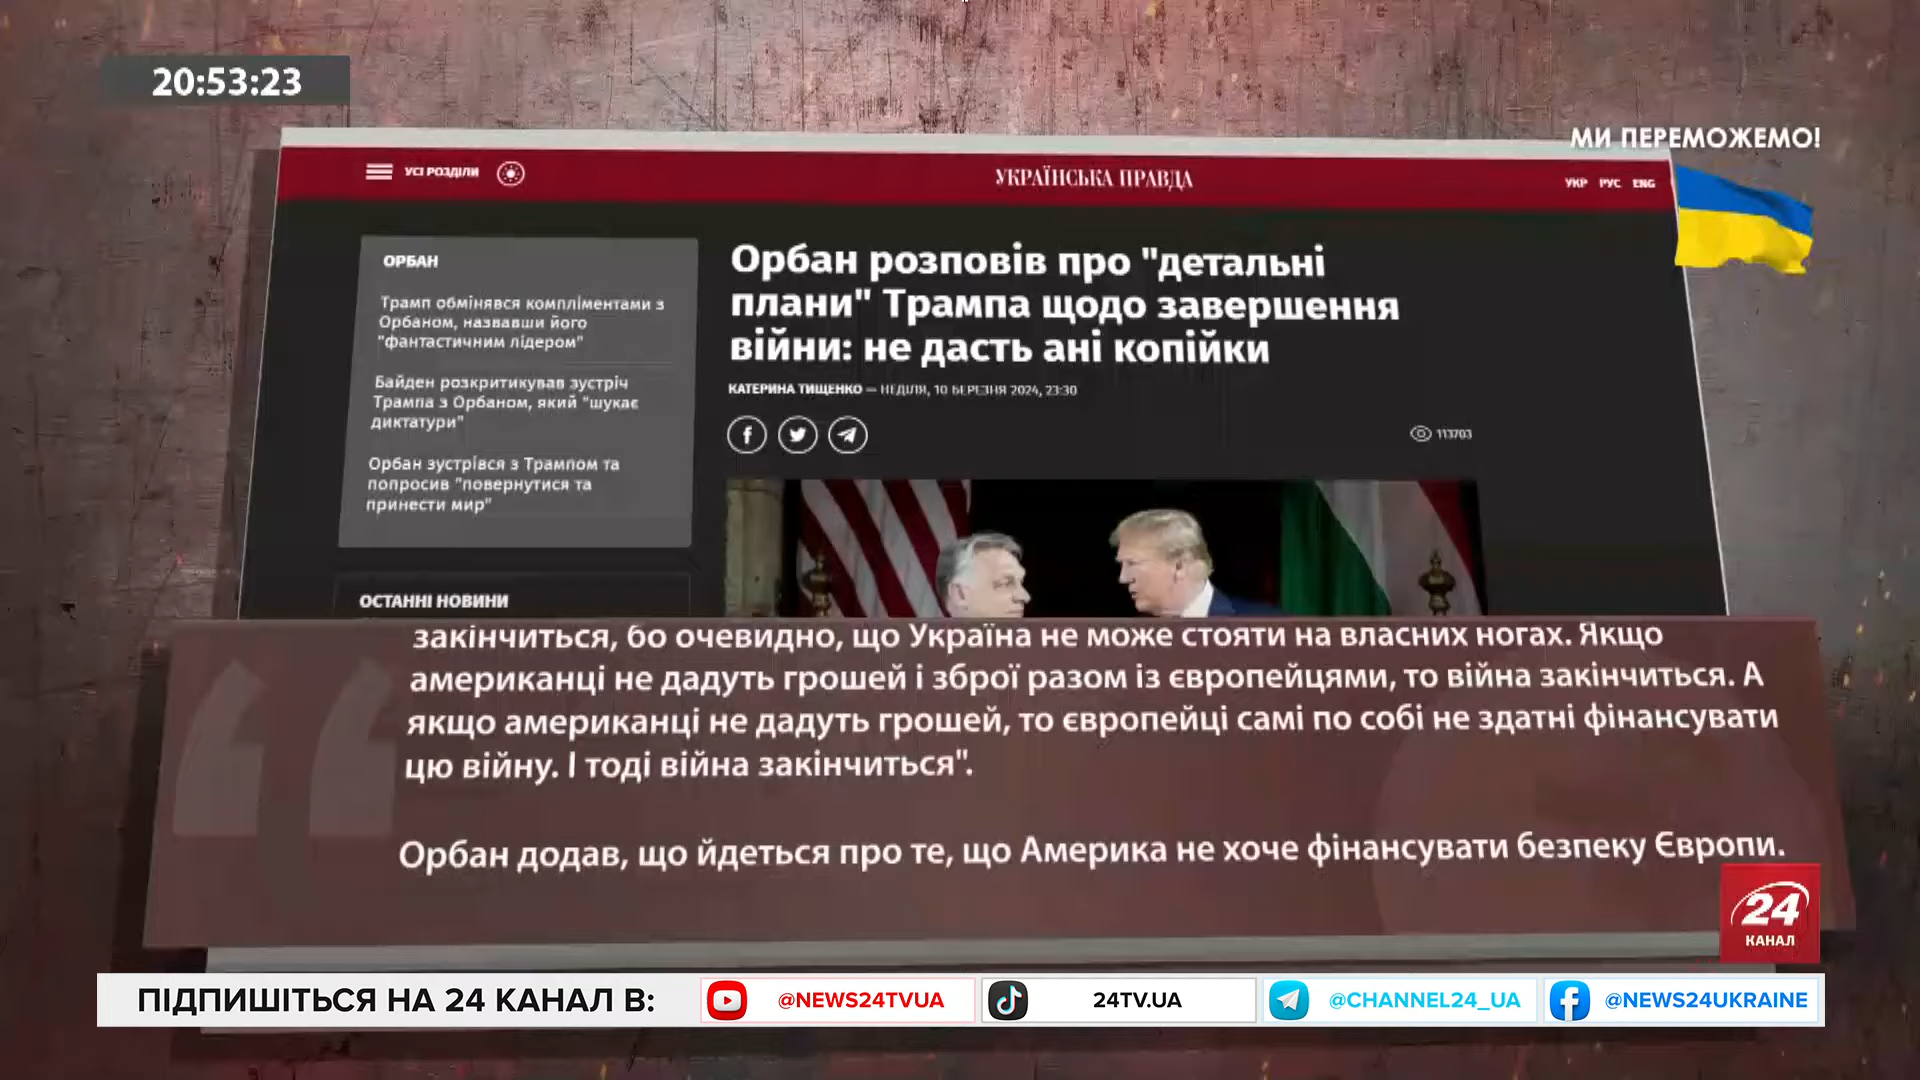 20:53:23
МИ ПЕРЕМОЖЕМО!
УСІ РОЗДІЛИ
УКРАЇНСЬКА ПРАВДА
УКР РУС ENG
ОРБАН
Трамп обмінявся компліментами з
Орбаном, назвавши його
"фантастичним лідером"
Байден розкритикував зустріч
Трампа з Орбаном, який "шукає
диктатури"
Орбан зустрівся з Трампом та
попросив "повернутися та
принести мир"
ОСТАННІ НОВИНИ
Орбан розповів про "детальні
плани" Трампа щодо завершення
війни: не дасть ані копійки
КАТЕРИНА ТИЩЕНКО — НЕДІЛЯ, 10 БЕРЕЗНЯ 2024, 23:30
113703
закінчиться, бо очевидно, що Україна не може стояти на власних ногах. Якщо
американці не дадуть грошей і зброї разом із європейцями, то війна закінчиться. А
якщо американці не дадуть грошей, то європейці самі по собі не здатні фінансувати
цю війну. І тоді війна закінчиться".
Орбан додав, що йдеться про те, що Америка не хоче фінансувати безпеку Європи.
24
КАНАЛ
ПІДПИШІТЬСЯ НА 24 КАНАЛ В:
@NEWS24TVUA
24TV.UA
@CHANNEL24_UA
@NEWS24UKRAINE